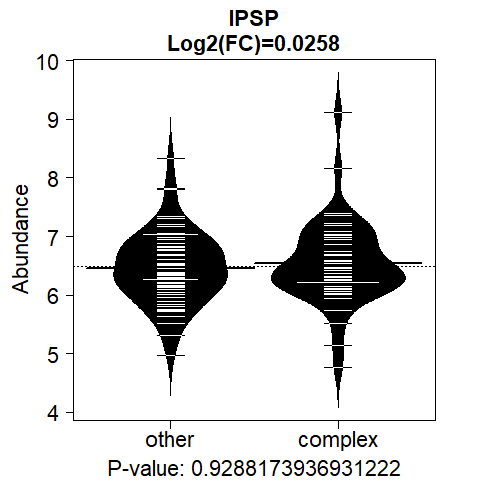 IPSP
Log2(FC)=0.0258
Abundance
10
9
8
7
6
5
4
other
complex
P-value: 0.9288173936931222